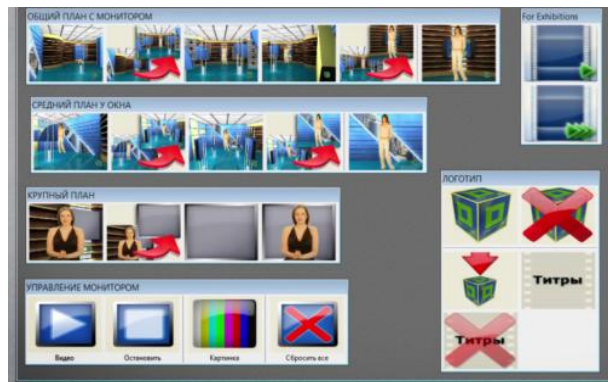 ОБЩИЙ ПЛАН С МОНИТОРОМ
For Exhibitions
СРЕДНИЙ ПЛАН У ОКНА
КРУПНЫЙ ПЛАН
ЛОГОТИП
Титры
Титры
УПРАВЛЕНИЕ МОНИТОРОМ
Видео
Остановить
Картинка
Сбросить все